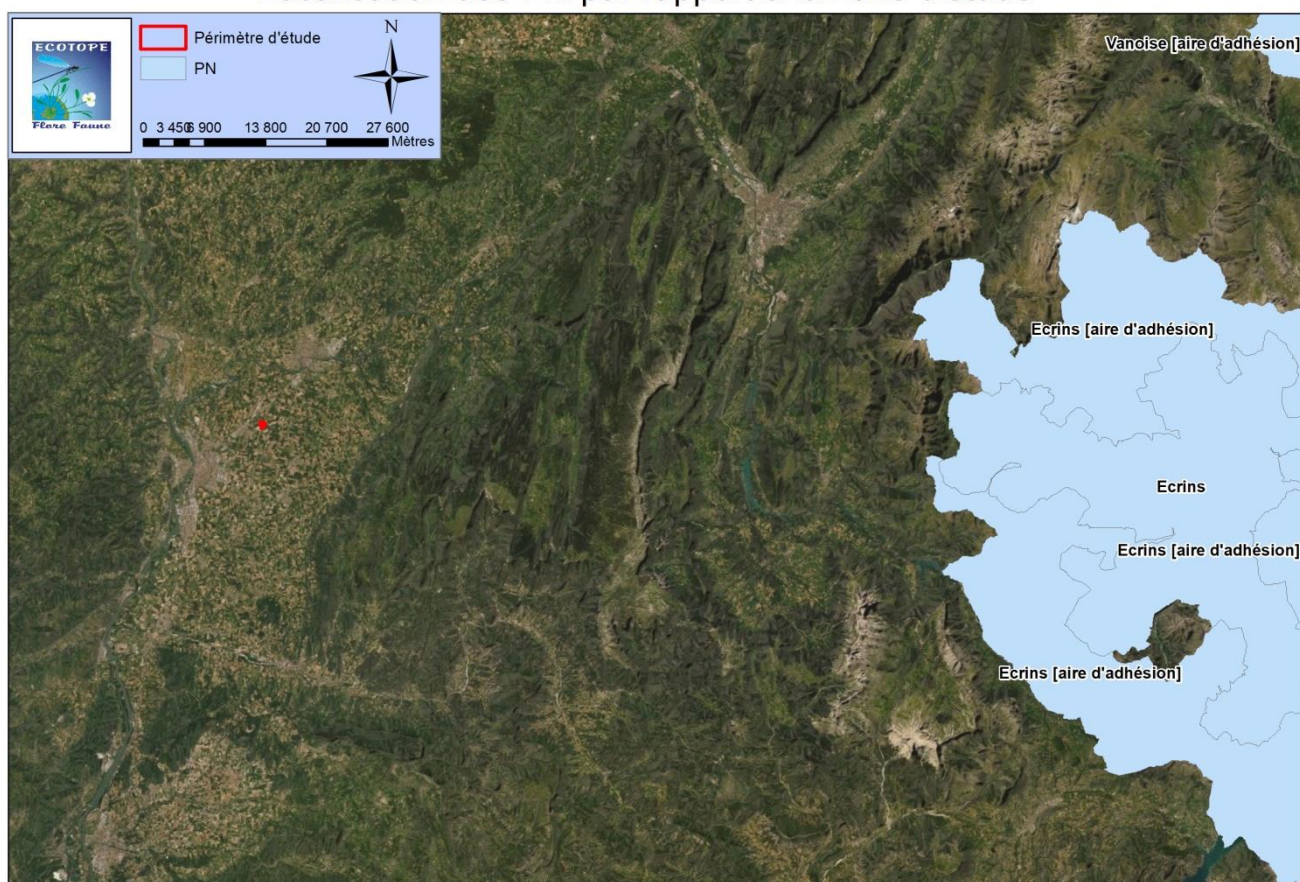 ECOTOPE
Flore Faune
Périmètre d'étude
PN
N
0 3 450 6 900 13 800 20 700 27 600
Mètres
Vanoise [aire d'adhésion]
Ecrins [aire d'adhésion]
Ecrins
Ecrins [aire d'adhésion]
Ecrins [aire d'adhésion]